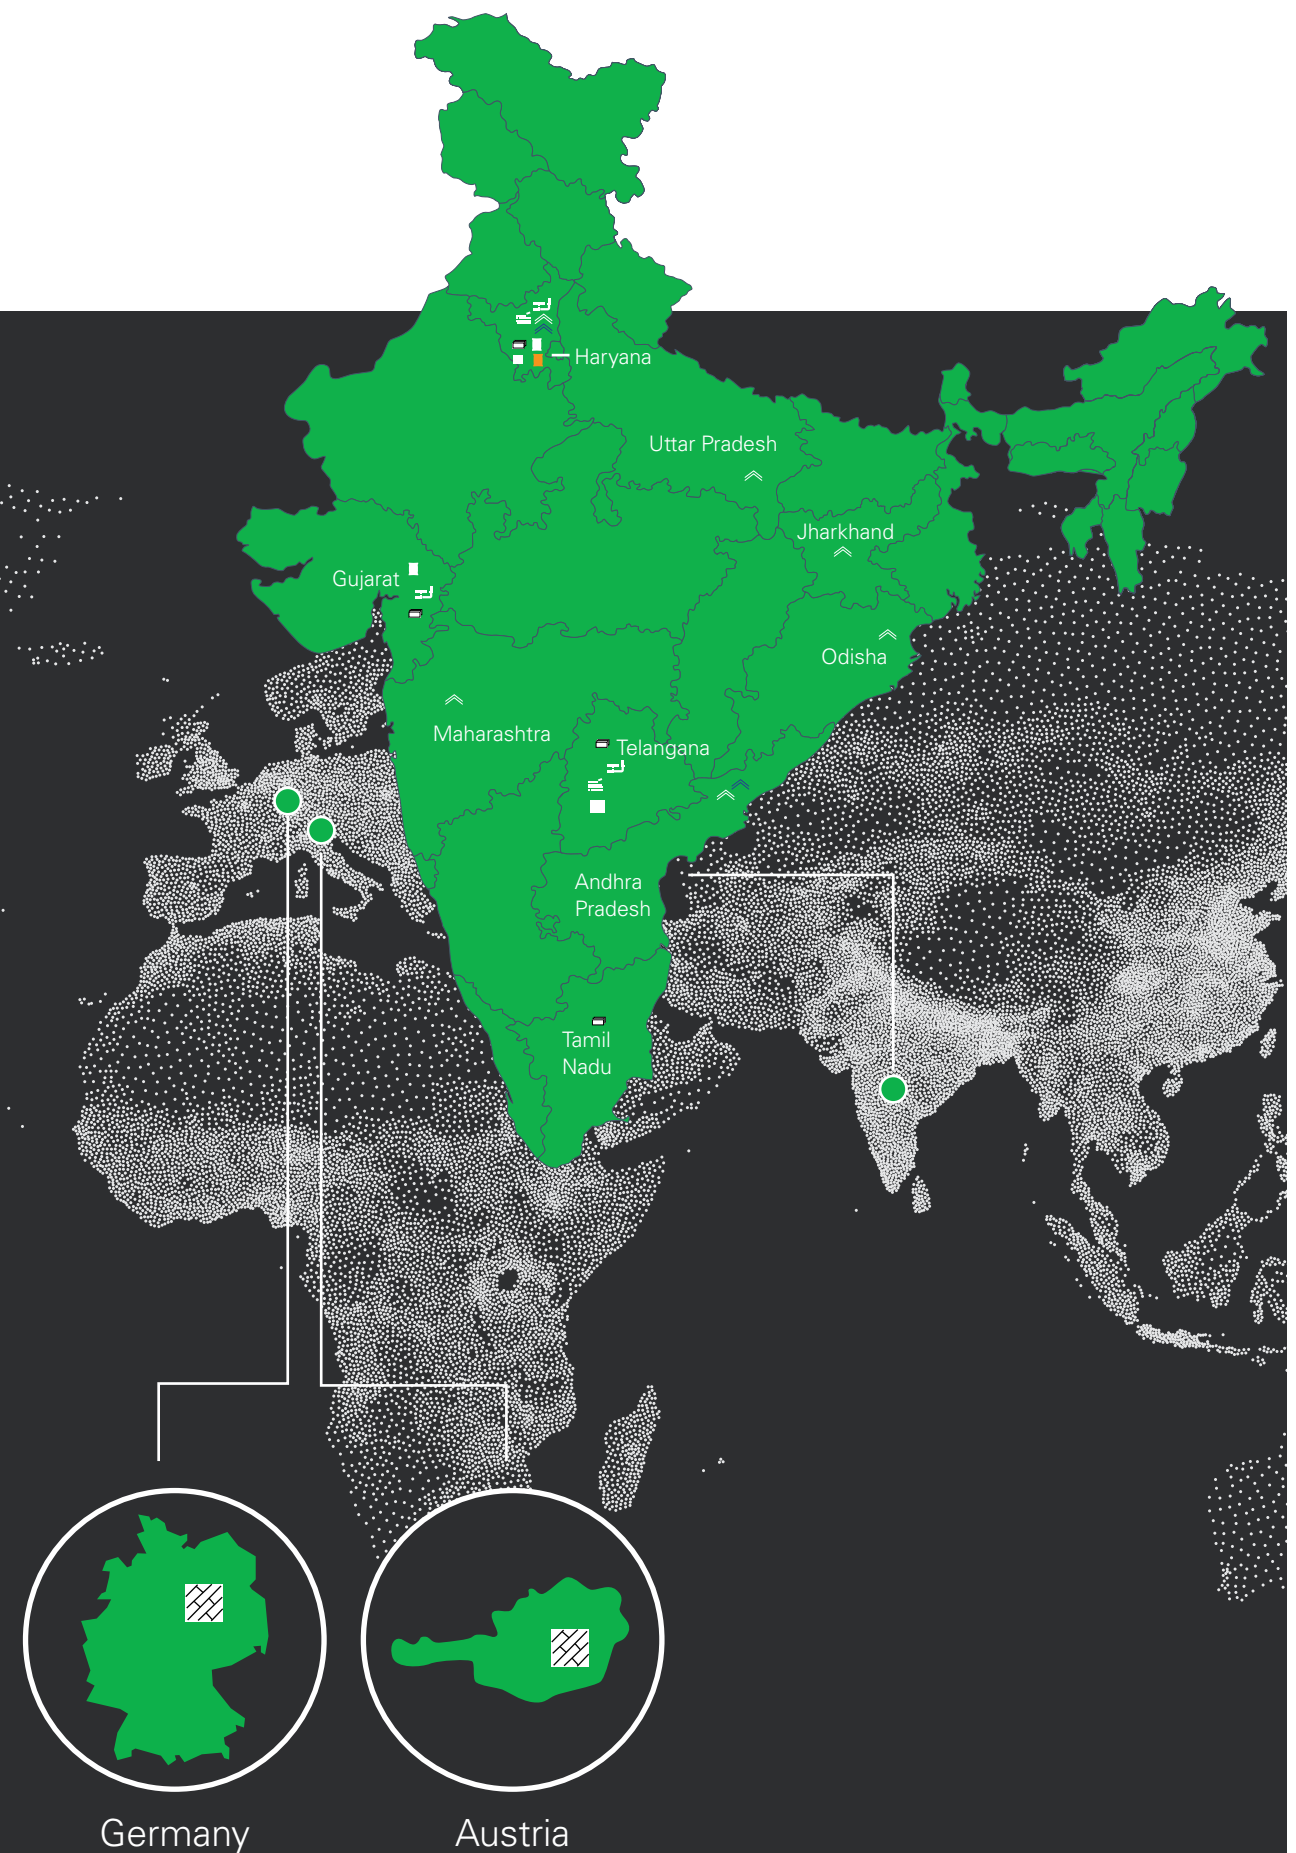 Haryana
Uttar Pradesh
Jharkhand
Gujarat
Odisha
Maharashtra
Telangana
Andhra
Pradesh
Tamil
Nadu
Germany
Austria